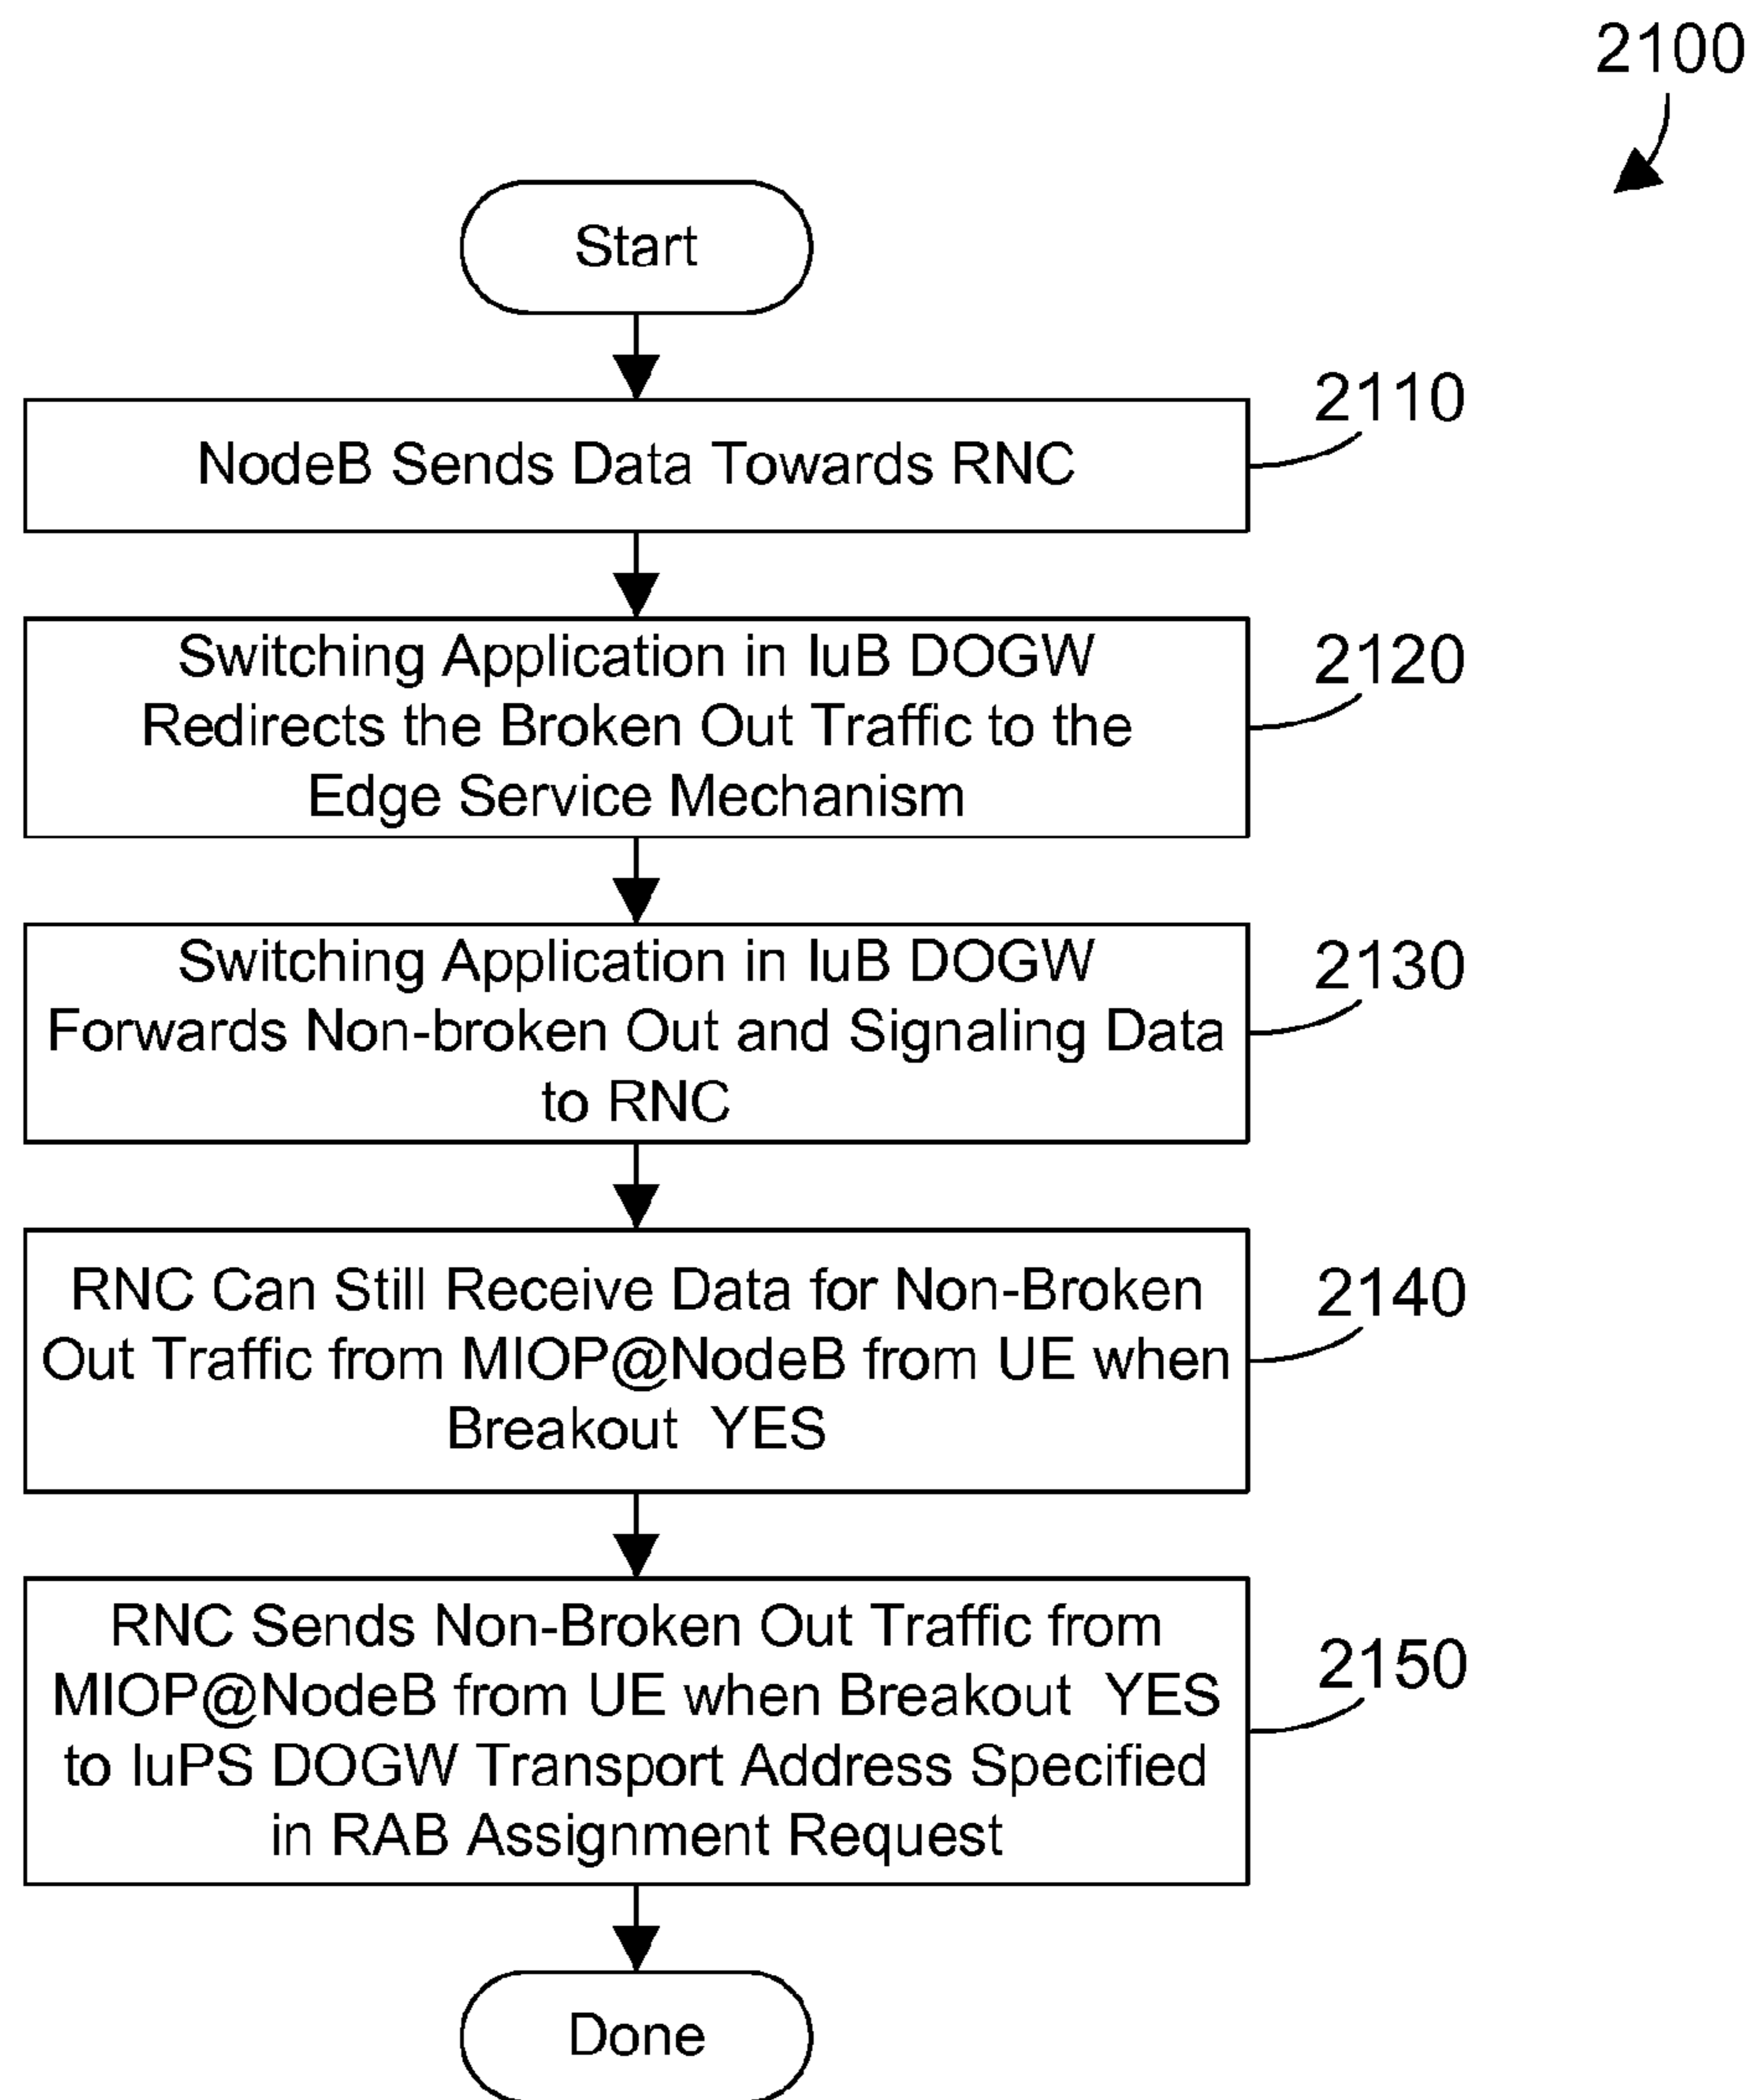 2100
Start
2110
NodeB Sends Data Towards RNC
2120
Switching Application in IuB DOGW
Redirects the Broken Out Traffic to the
Edge Service Mechanism
2130
Switching Application in IuB DOGW
Forwards Non-broken Out and Signaling Data
to RNC
2140
RNC Can Still Receive Data for Non-Broken
Out Traffic from MIOP@NodeB from UE when
Breakout YES
2150
RNC Sends Non-Broken Out Traffic from
MIOP@NodeB from UE when Breakout YES
to IuPS DOGW Transport Address Specified
in RAB Assignment Request
Done